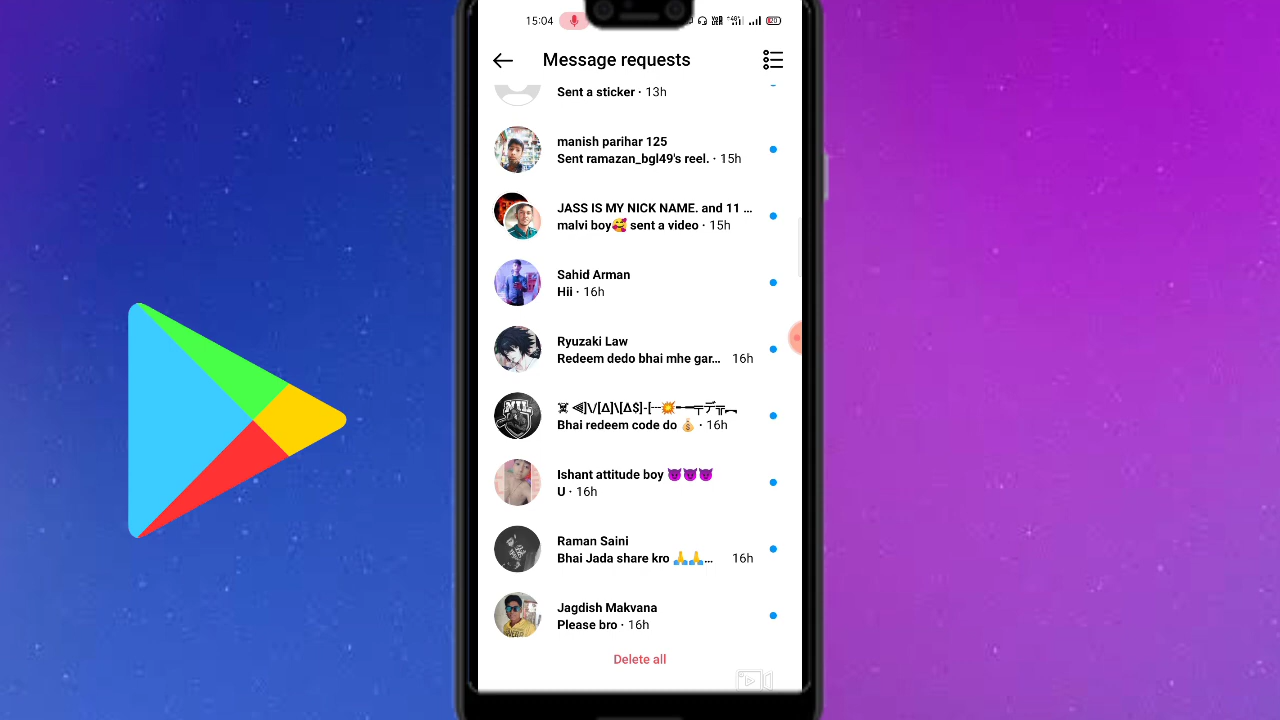 15:04
Message requests
Sent a sticker · 13h
manish parihar 125
Sent ramazan_bgl49's reel. · 15h
JASS IS MY NICK NAME. and 11 ...
malvi boy🥰 sent a video · 15h
Sahid Arman
Hii · 16h
Ryuzaki Law
Redeem dedo bhai mhe gar... 16h
Bhai redeem code do 💰 · 16h
Ishant attitude boy 😈😈😈
U · 16h
Raman Saini
Bhai Jada share kro 🙏🙏... 16h
Jagdish Makvana
Please bro · 16h
Delete all